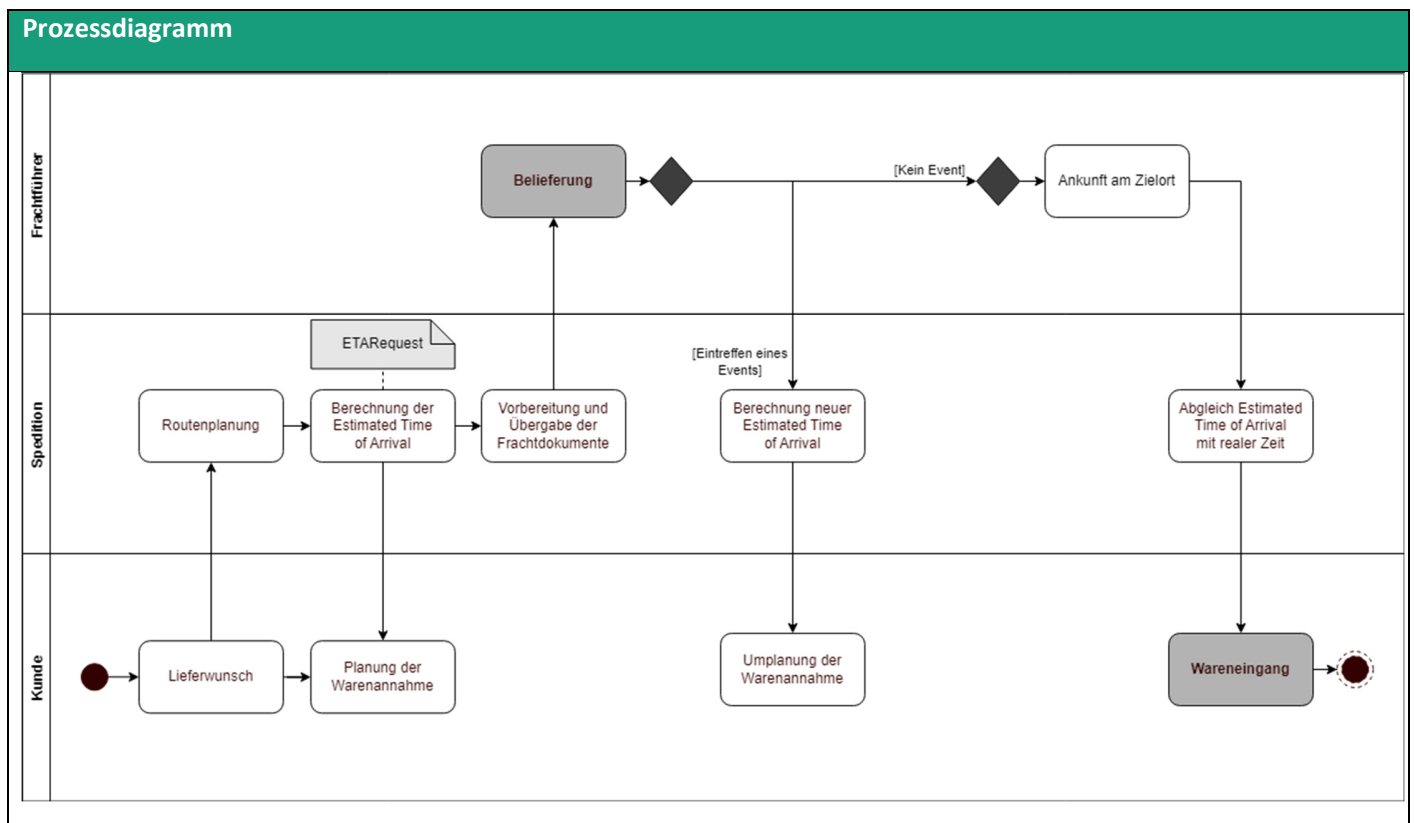 Prozessdiagramm
Frachtführer
Belieferung
[Kein Event]
Ankunft am Zielort
Spedition
ETARequest
Routenplanung
Berechnung der
Estimated Time
of Arrival
Vorbereitung und
Übergabe der
Frachtdokumente
[Eintreffen eines
Events]
Berechnung neuer
Estimated Time
of Arrival
Abgleich Estimated
Time of Arrival
mit realer Zeit
Kunde
Lieferwunsch
Planung der
Warenannahme
Umplanung der
Warenannahme
Wareneingang